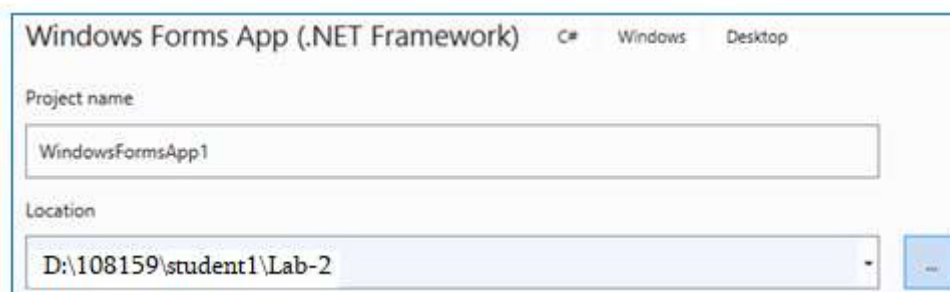 Windows Forms App (.NET Framework) C# Windows Desktop
Project name
WindowsFormsApp1
Location
D:\108159\student1\Lab-2
...